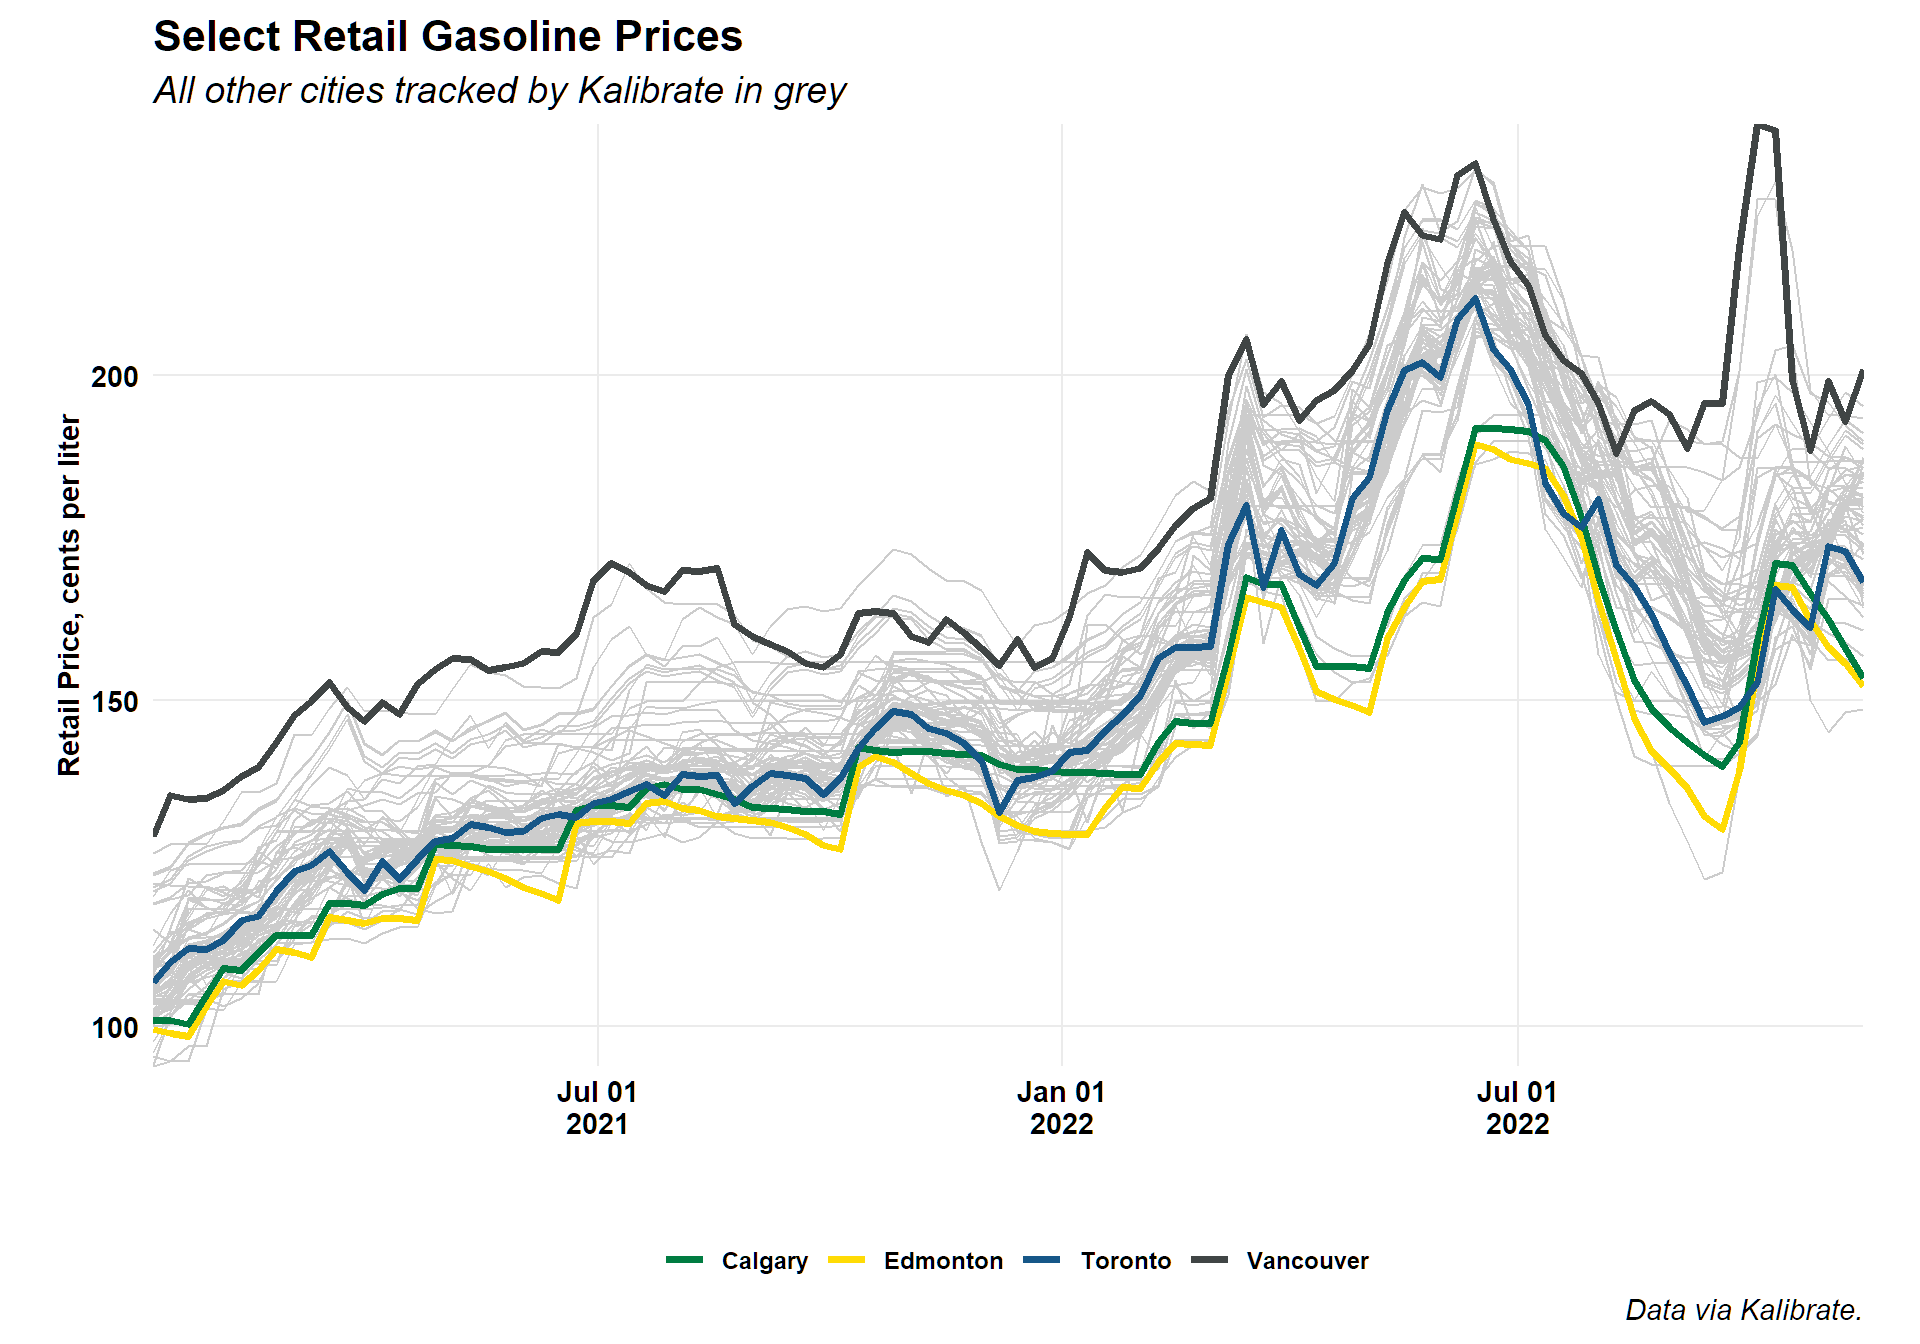 Select Retail Gasoline Prices
All other cities tracked by Kalibrate in grey
Retail Price, cents per liter
200
150
100
Jul 01
2021
Jan 01
2022
Jul 01
2022
Calgary
Edmonton
Toronto
Vancouver
Data via Kalibrate.